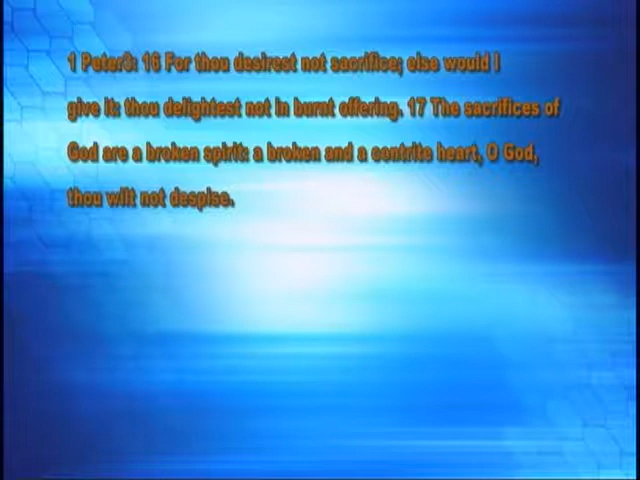 1 Peter3: 16 For thou desirest not sacrifice; else would I
give it: thou delightest not in burnt offering. 17 The sacrifices of
God are a broken spirit: a broken and a contrite heart, O God,
thou wilt not despise.